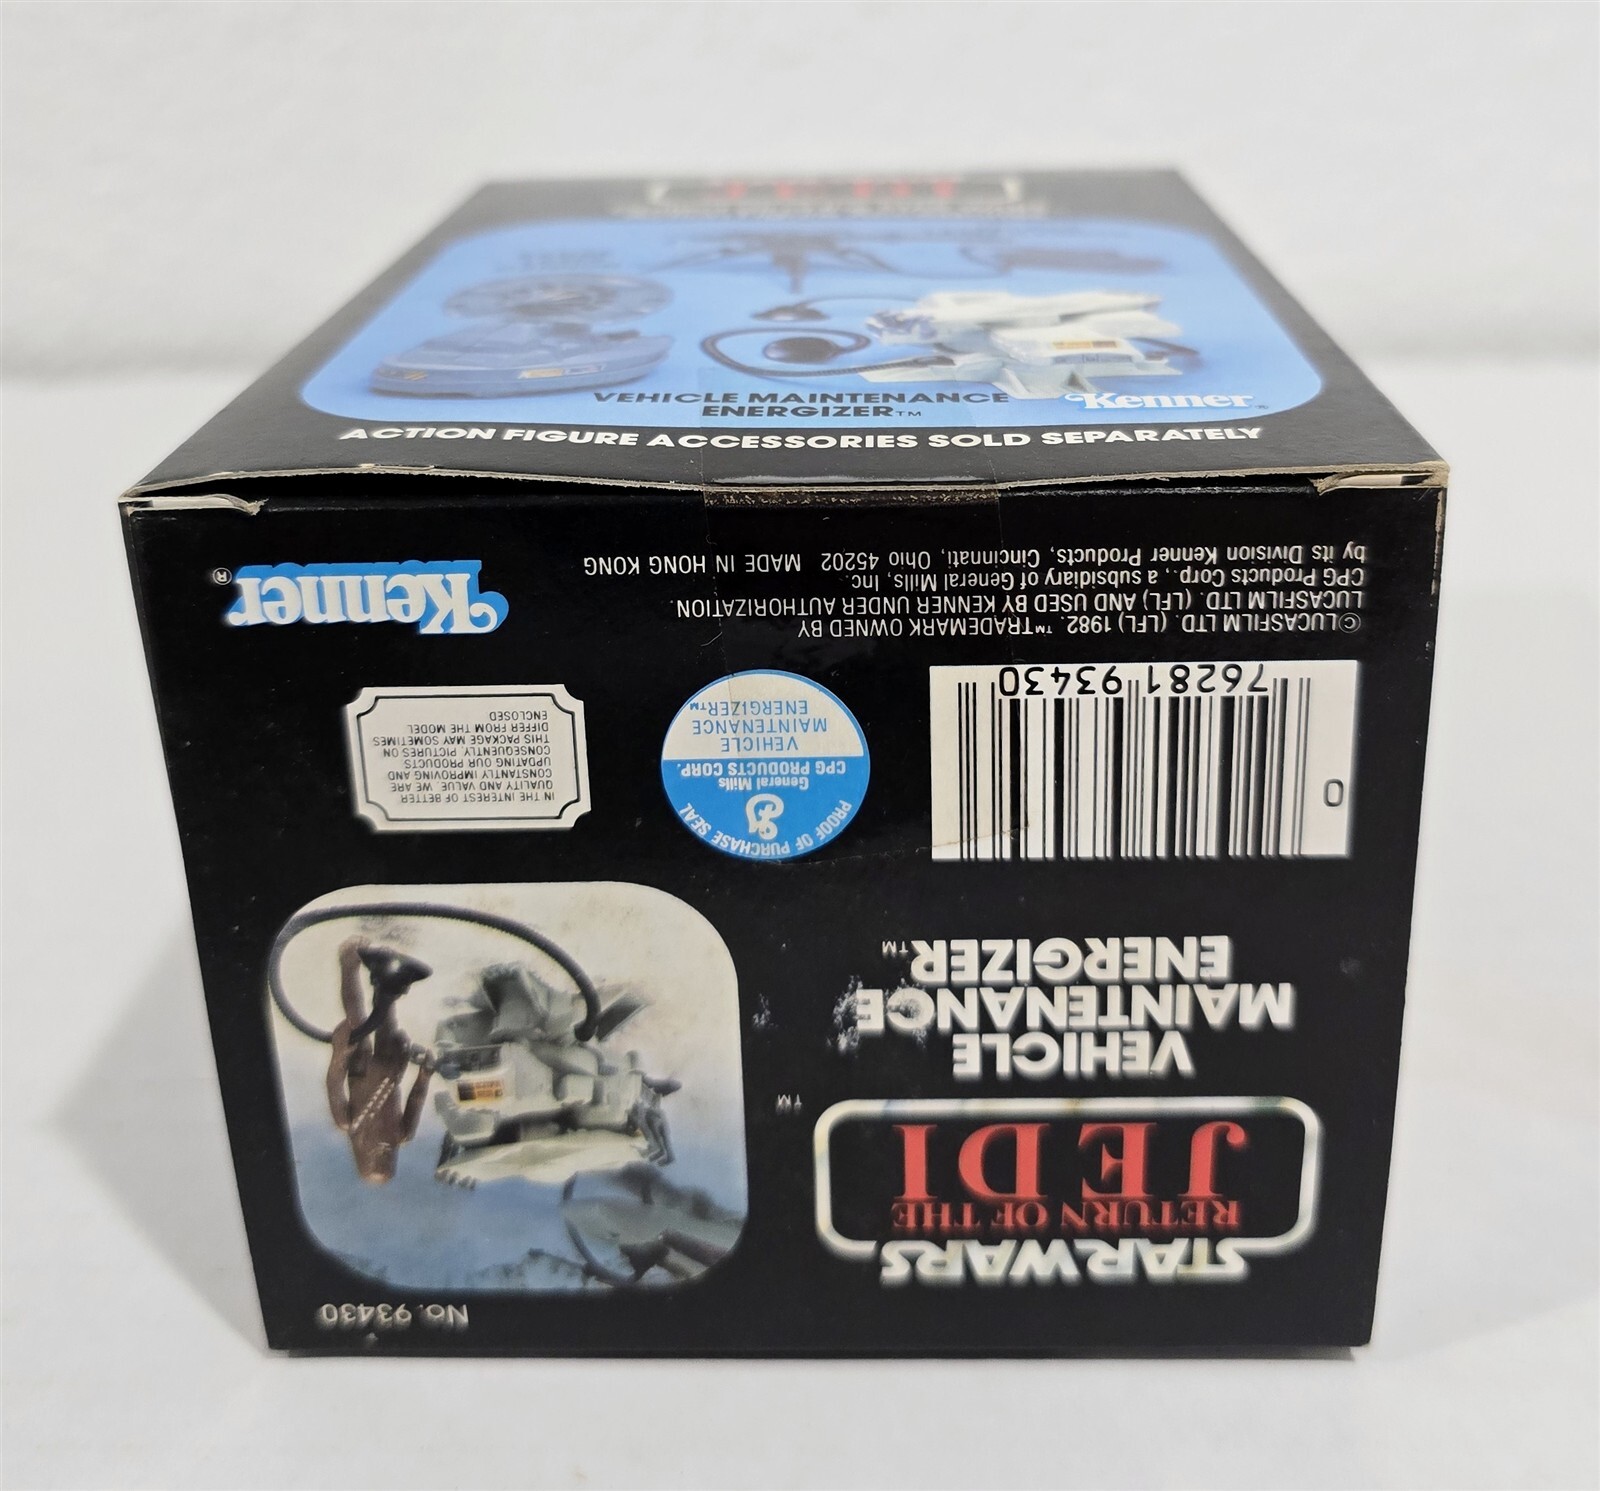 VEHICLE MAINTENANCE
ENERGIZER™
Kenner®
ACTION FIGURE ACCESSORIES SOLD SEPARATELY
No. 93430
STAR WARS
RETURN OF THE
JEDI
™
VEHICLE
MAINTENANCE
ENERGIZER™
0
76281 93430
PROOF OF PURCHASE SEAL
General Mills
CPG PRODUCTS CORP.
VEHICLE
MAINTENANCE
ENERGIZER™
IN THE INTEREST OF BETTER
QUALITY AND VALUE, WE ARE
CONSTANTLY IMPROVING AND
UPDATING OUR PRODUCTS.
CONSEQUENTLY, PICTURES ON
THIS PACKAGE MAY SOMETIMES
DIFFER FROM THE MODEL
ENCLOSED
©LUCASFILM LTD. (LFL) 1982. ™TRADEMARK OWNED BY
LUCASFILM LTD. (LFL) AND USED BY KENNER UNDER AUTHORIZATION.
CPG Products Corp., a subsidiary of General Mills, Inc.
by its Division Kenner Products, Cincinnati, Ohio 45202 MADE IN HONG KONG
Kenner®